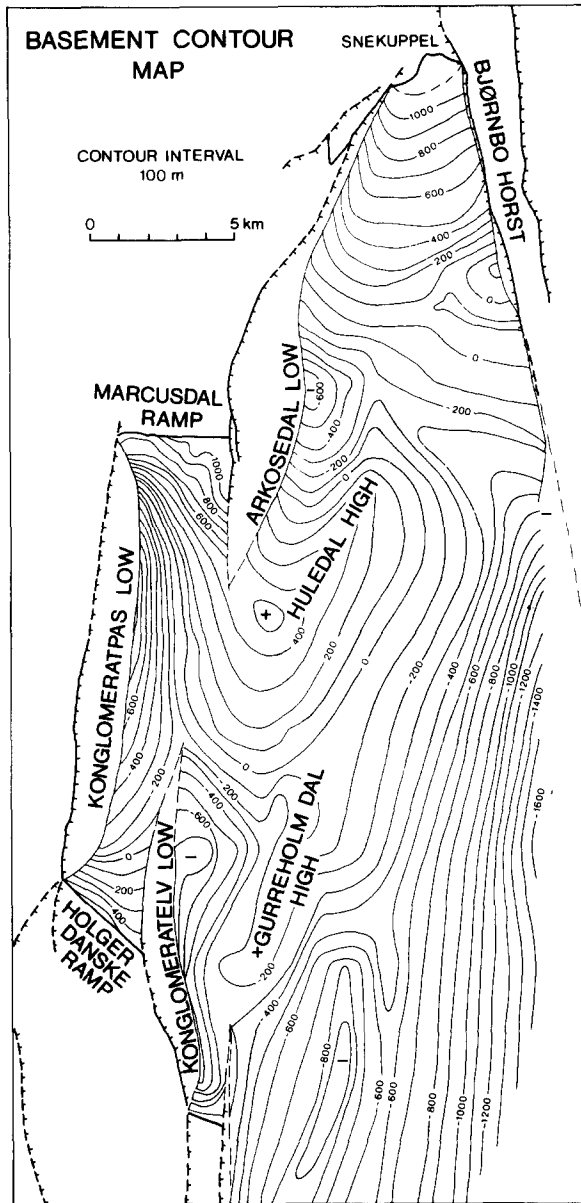 BASEMENT CONTOUR
MAP
CONTOUR INTERVAL
100 m
0 5 km
SNEKUPPEL
BJØRNBO HORST
1000
800
600
400
200
0
0
-200
ARKOSEDAL LOW
-600
-400
-200
0
MARCUSDAL
RAMP
1000
800
600
HULEDAL HIGH
+
400
200
0
-200
-400
-600
-800
-1000
-1200
-1400
-1600
KONGLOMERATPAS LOW
-600
-400
-200
0
0
-200
-400
-600
0
200
400
HOLGER
DANSKE
RAMP
KONGLOMERATELV LOW
+GURREHOLM DAL
HIGH
-200
-400
-600
-800
-800
-600
-600
-800
-1000
-1200